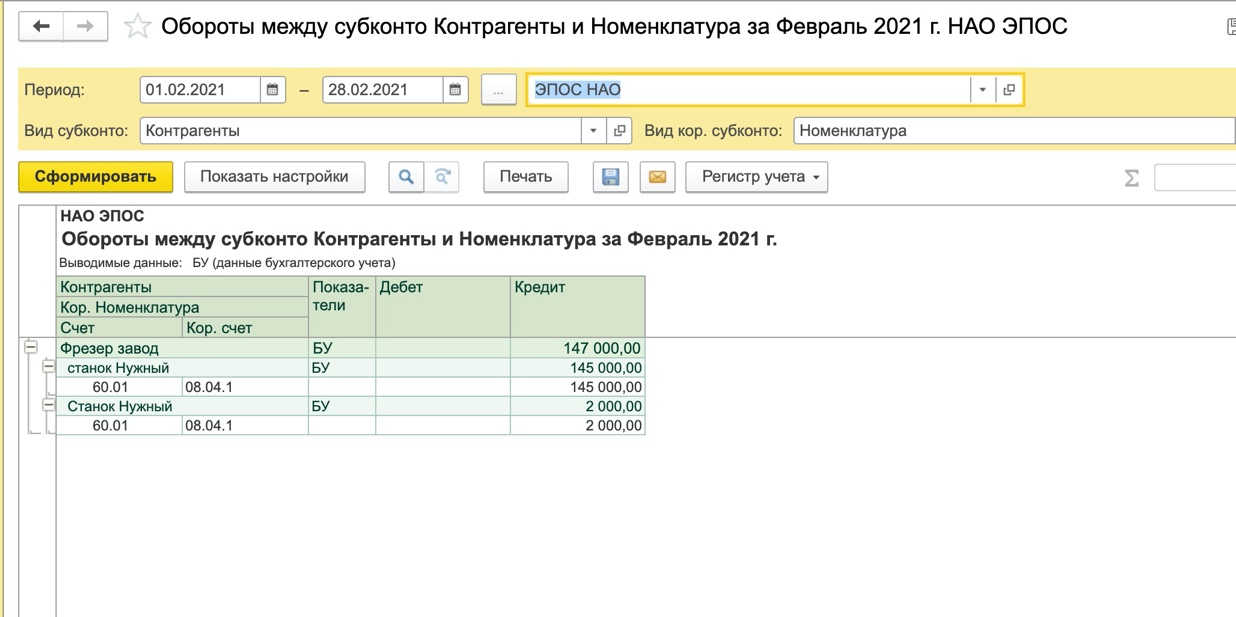 Обороты между субконто Контрагенты и Номенклатура за Февраль 2021 г. НАО ЭПОС
Период: 01.02.2021 – 28.02.2021 ... ЭПОС НАО
Вид субконто: Контрагенты Вид кор. субконто: Номенклатура
Сформировать Показать настройки Печать Регистр учета Σ
НАО ЭПОС
Обороты между субконто Контрагенты и Номенклатура за Февраль 2021 г.
Выводимые данные: БУ (данные бухгалтерского учета)
Контрагенты Показа- Дебет Кредит
Кор. Номенклатура тели
Счет Кор. счет
Фрезер завод БУ 147 000,00
станок Нужный БУ 145 000,00
60.01 08.04.1 145 000,00
Станок Нужный БУ 2 000,00
60.01 08.04.1 2 000,00